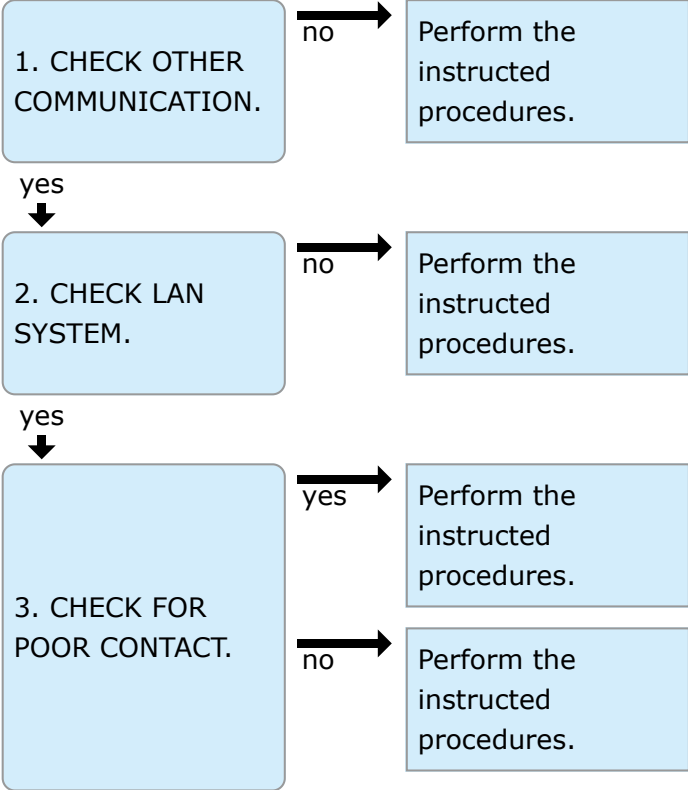 1. CHECK OTHER
COMMUNICATION.
no
Perform the
instructed
procedures.
yes
2. CHECK LAN
SYSTEM.
no
Perform the
instructed
procedures.
yes
3. CHECK FOR
POOR CONTACT.
yes
Perform the
instructed
procedures.
no
Perform the
instructed
procedures.